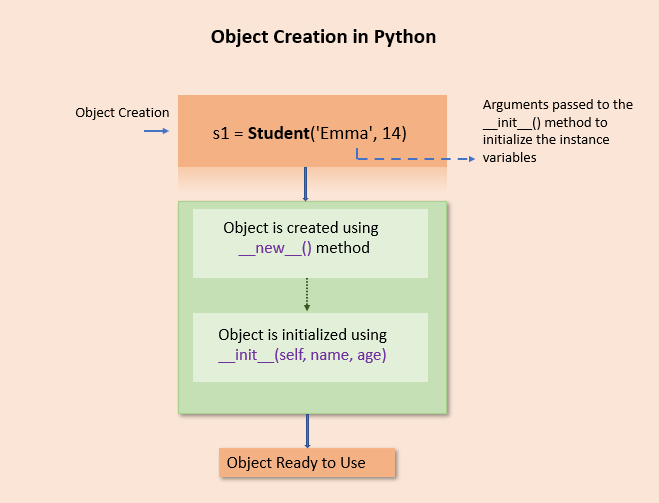 Object Creation in Python
Object Creation
s1 = Student('Emma', 14)
Arguments passed to the
__init__() method to
initialize the instance
variables
Object is created using
__new__() method
Object is initialized using
__init__(self, name, age)
Object Ready to Use